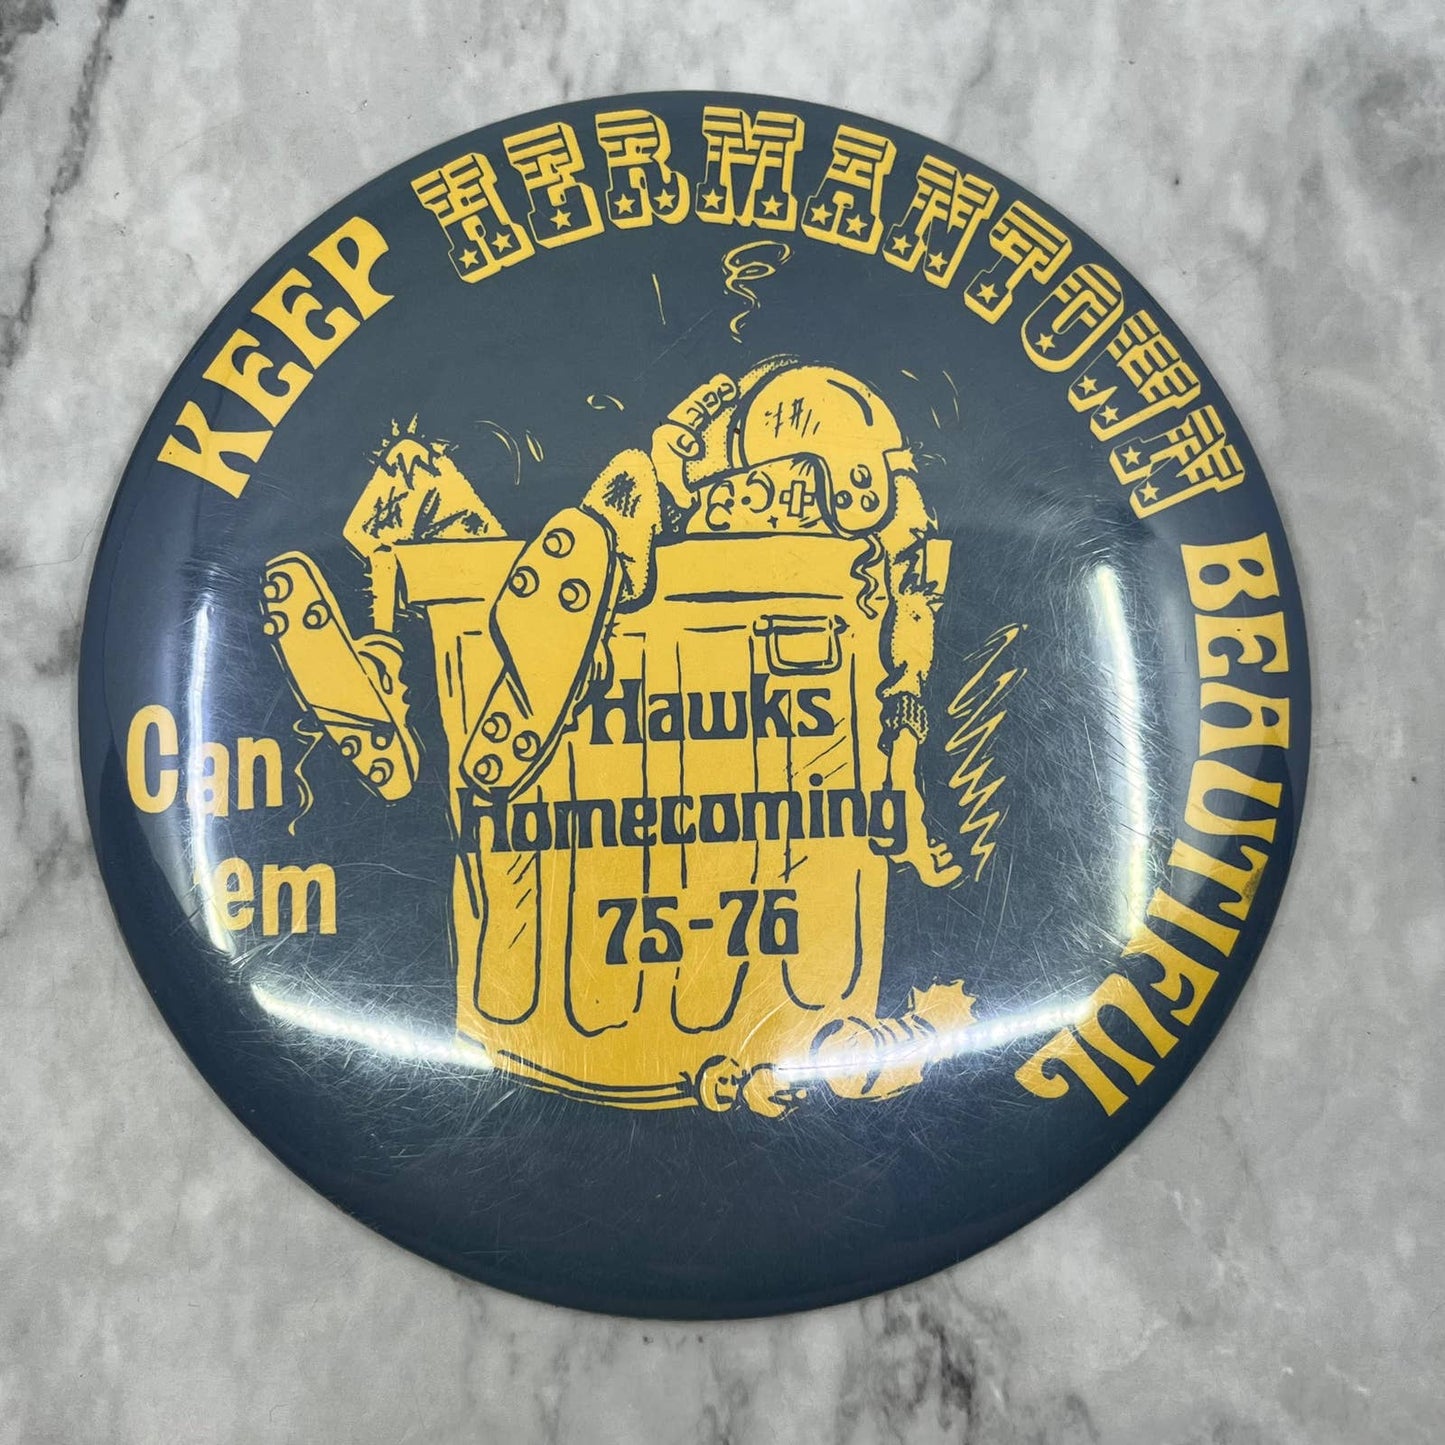 KEEP HERMANTOWN BEAUTIFUL
Can
'em
Hawks
Homecoming
75-76